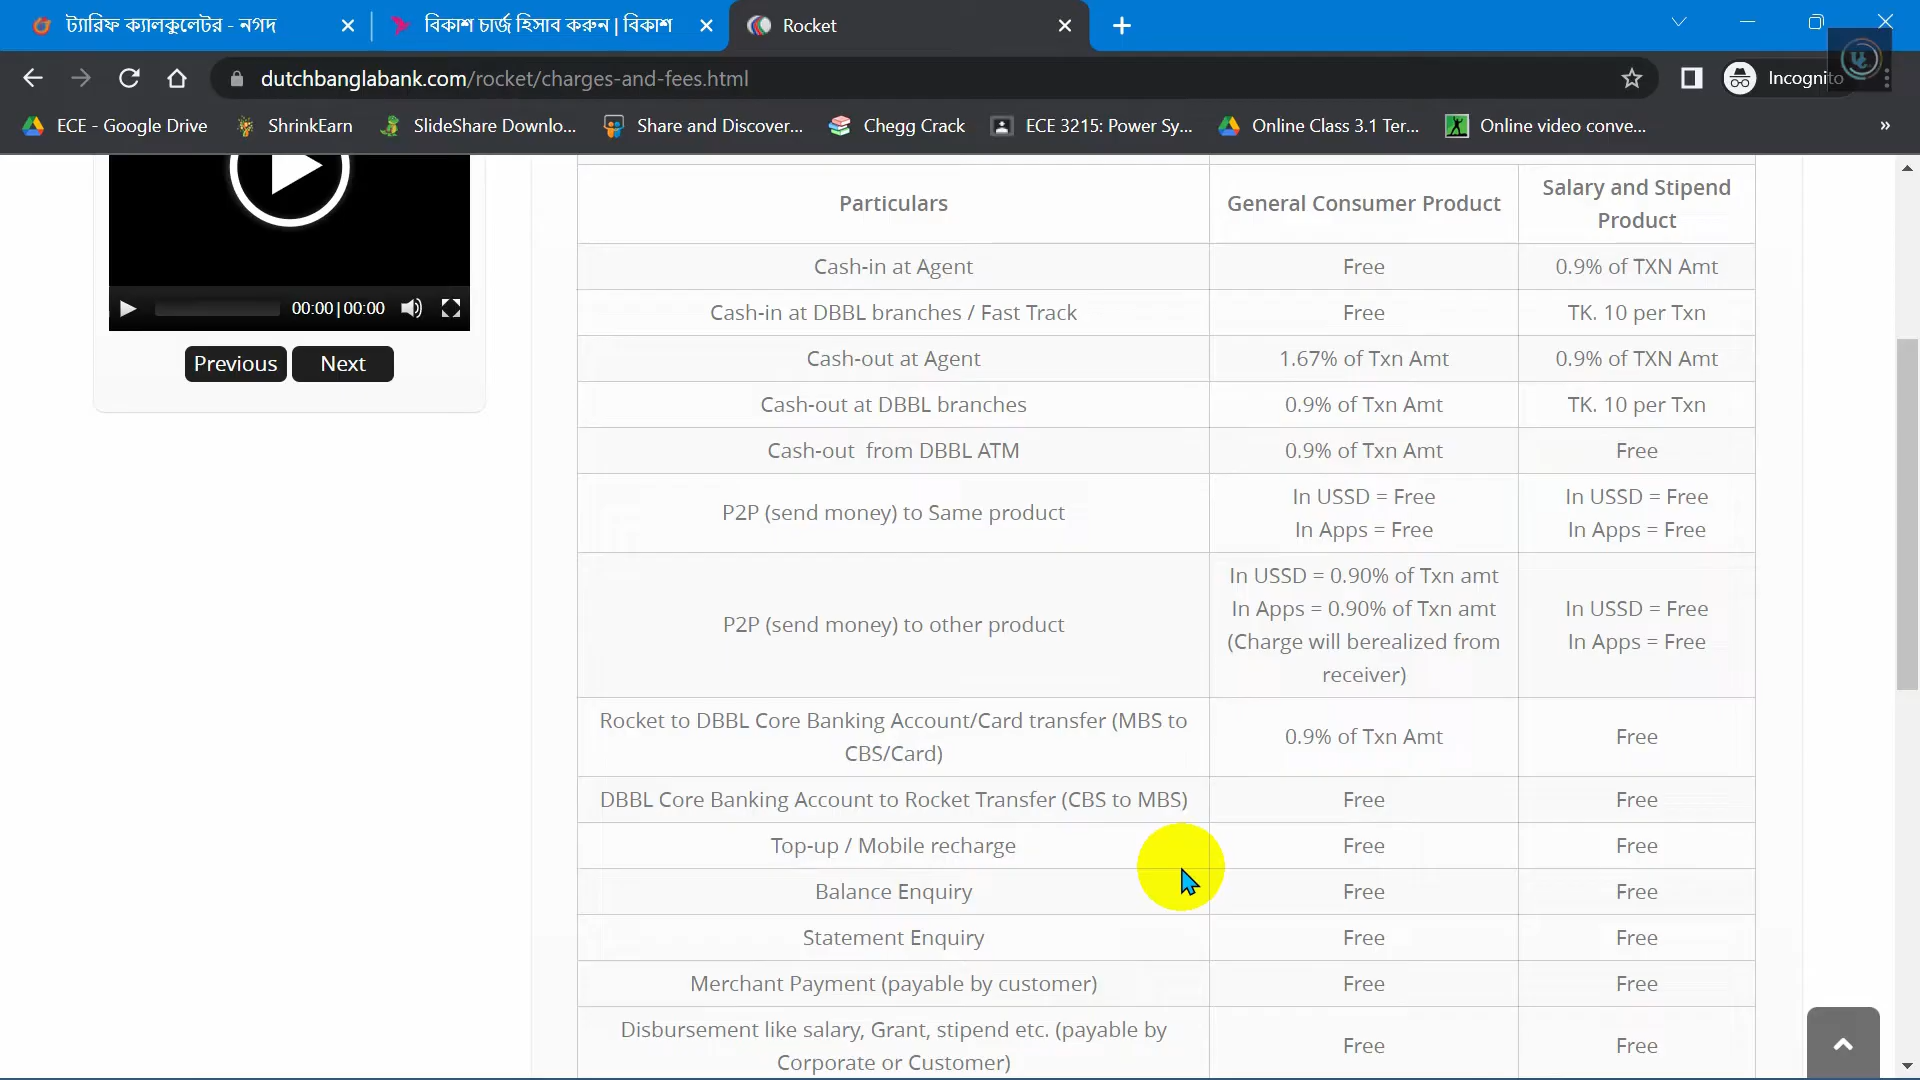 ট্যারিফ ক্যালকুলেটর - নগদ
বিকাশ চার্জ হিসাব করুন | বিকাশ
Rocket
dutchbanglabank.com/rocket/charges-and-fees.html
Incognito
ECE - Google Drive
ShrinkEarn
SlideShare Downlo...
Share and Discover...
Chegg Crack
ECE 3215: Power Sy...
Online Class 3.1 Ter...
Online video conve...
»
00:00|00:00
Previous
Next
Particulars
General Consumer Product
Salary and Stipend
Product
Cash-in at Agent
Free
0.9% of TXN Amt
Cash-in at DBBL branches / Fast Track
Free
TK. 10 per Txn
Cash-out at Agent
1.67% of Txn Amt
0.9% of TXN Amt
Cash-out at DBBL branches
0.9% of Txn Amt
TK. 10 per Txn
Cash-out from DBBL ATM
0.9% of Txn Amt
Free
P2P (send money) to Same product
In USSD = Free
In Apps = Free
In USSD = Free
In Apps = Free
P2P (send money) to other product
In USSD = 0.90% of Txn amt
In Apps = 0.90% of Txn amt
(Charge will berealized from
receiver)
In USSD = Free
In Apps = Free
Rocket to DBBL Core Banking Account/Card transfer (MBS to
CBS/Card)
0.9% of Txn Amt
Free
DBBL Core Banking Account to Rocket Transfer (CBS to MBS)
Free
Free
Top-up / Mobile recharge
Free
Free
Balance Enquiry
Free
Free
Statement Enquiry
Free
Free
Merchant Payment (payable by customer)
Free
Free
Disbursement like salary, Grant, stipend etc. (payable by
Corporate or Customer)
Free
Free